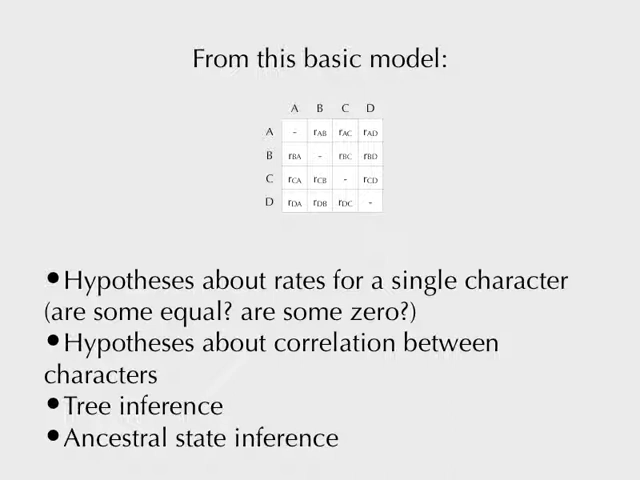 From this basic model:
A B C D
A - rAB rAC rAD
B rBA - rBC rBD
C rCA rCB - rCD
D rDA rDB rDC -
•Hypotheses about rates for a single character
(are some equal? are some zero?)
•Hypotheses about correlation between
characters
•Tree inference
•Ancestral state inference